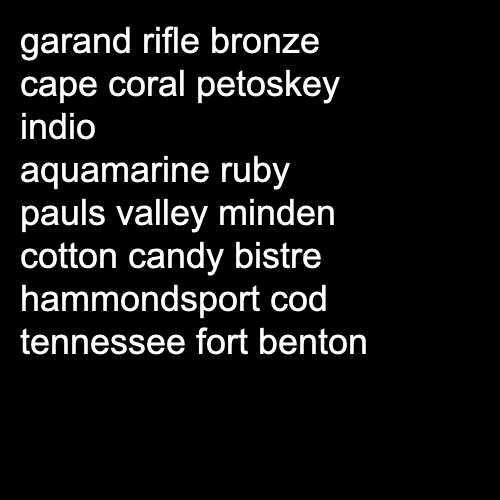 garand rifle bronze
cape coral petoskey
indio
aquamarine ruby
pauls valley minden
cotton candy bistre
hammondsport cod
tennessee fort benton